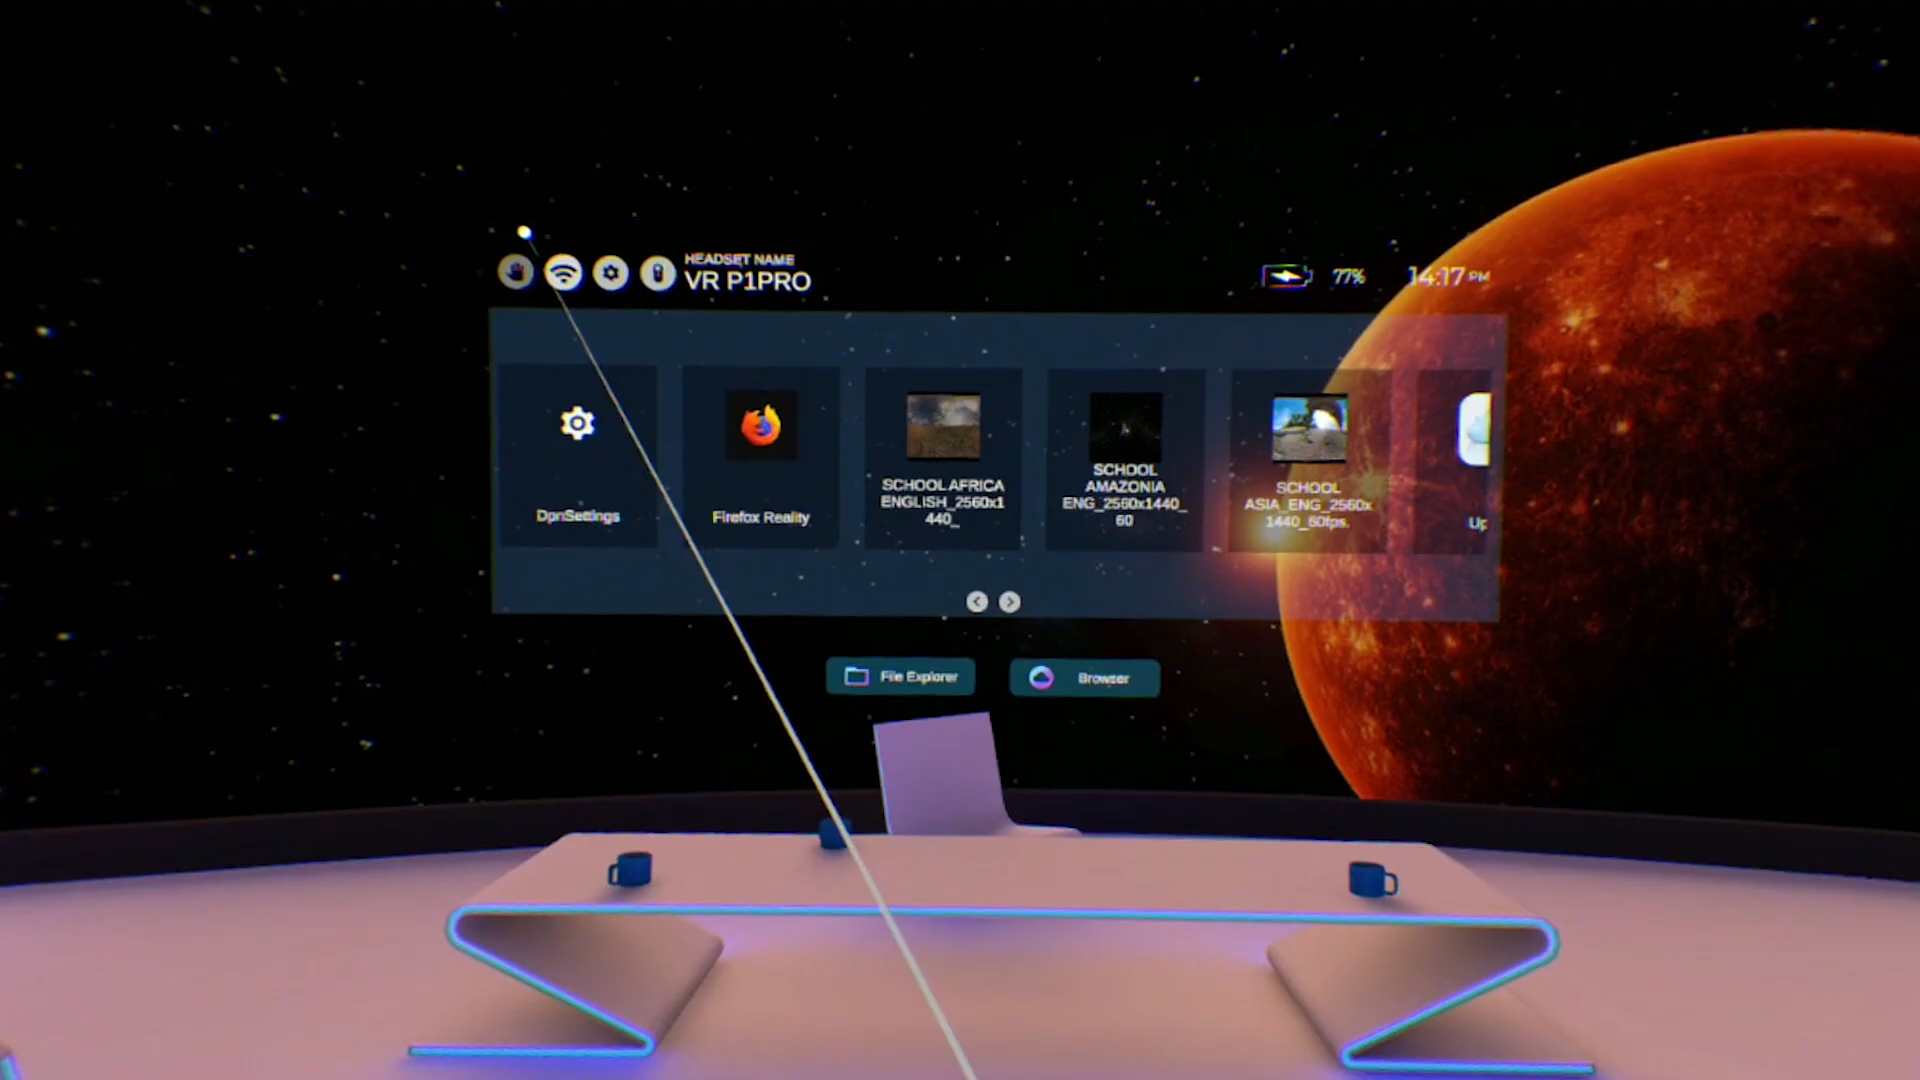 HEADSET NAME
VR P1PRO
77%
14:17 PM
DpnSettings
Firefox Reality
SCHOOL AFRICA
ENGLISH_2560x1
440_
SCHOOL
AMAZONIA
ENG_2560x1440_
60
SCHOOL
ASIA_ENG_2560x
1440_60fps.
Up
File Explorer
Browser